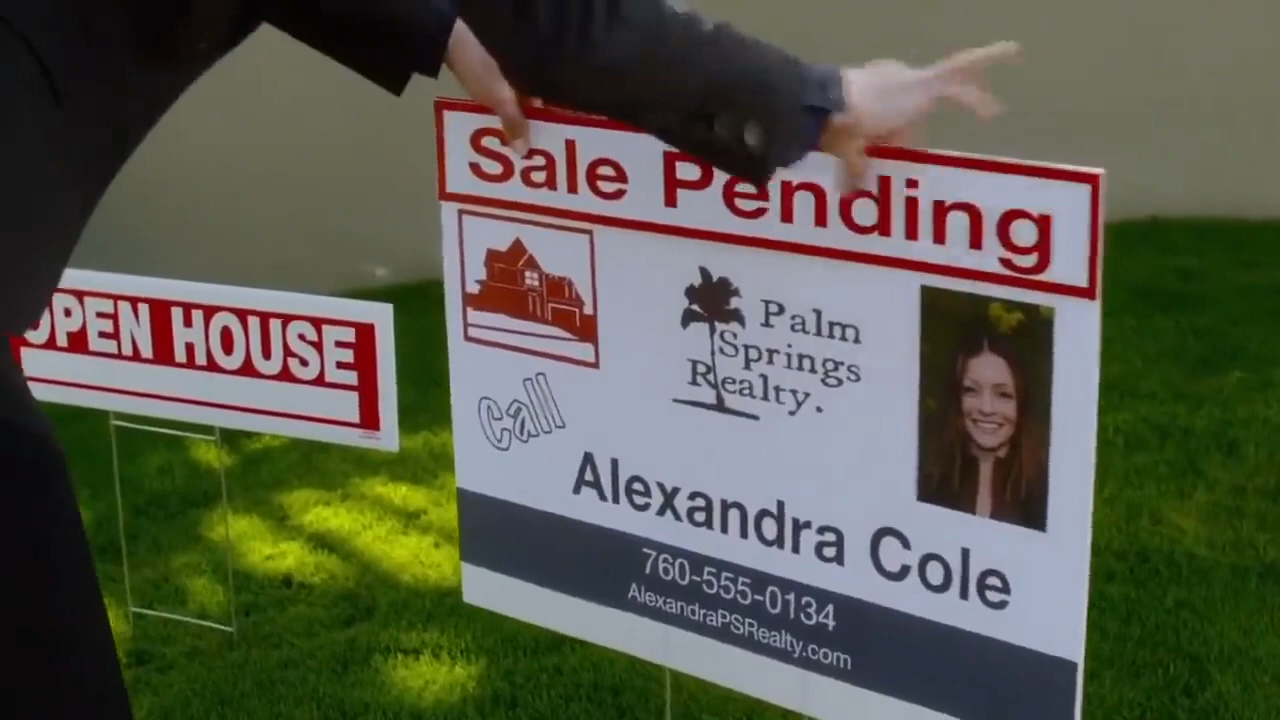 Sale Pending
OPEN HOUSE
Palm
Springs
Realty.
Call
Alexandra Cole
760-555-0134
AlexandraPSRealty.com